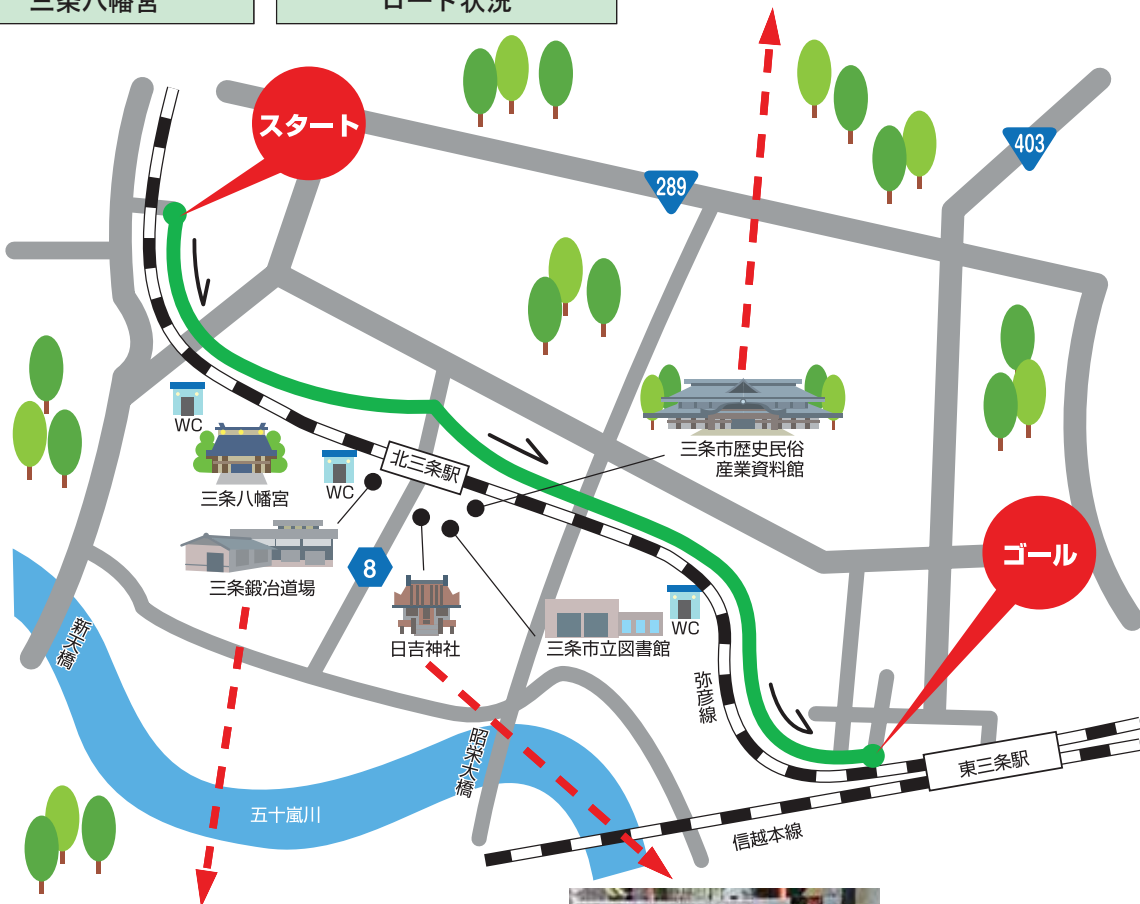 三条八幡宮
ロード状況
スタート
289
403
WC
三条八幡宮
WC
北三条駅
三条市歴史民俗
産業資料館
三条鍛冶道場
8
日吉神社
三条市立図書館
WC
ゴール
新天橋
弥彦線
昭栄大橋
五十嵐川
東三条駅
信越本線